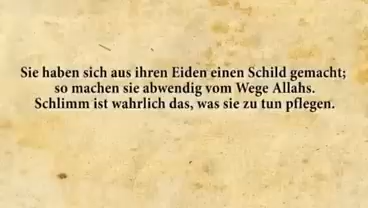 Sie haben sich aus ihren Eiden einen Schild gemacht;
so machen sie abwendig vom Wege Allahs.
Schlimm ist wahrlich das, was sie zu tun pflegen.